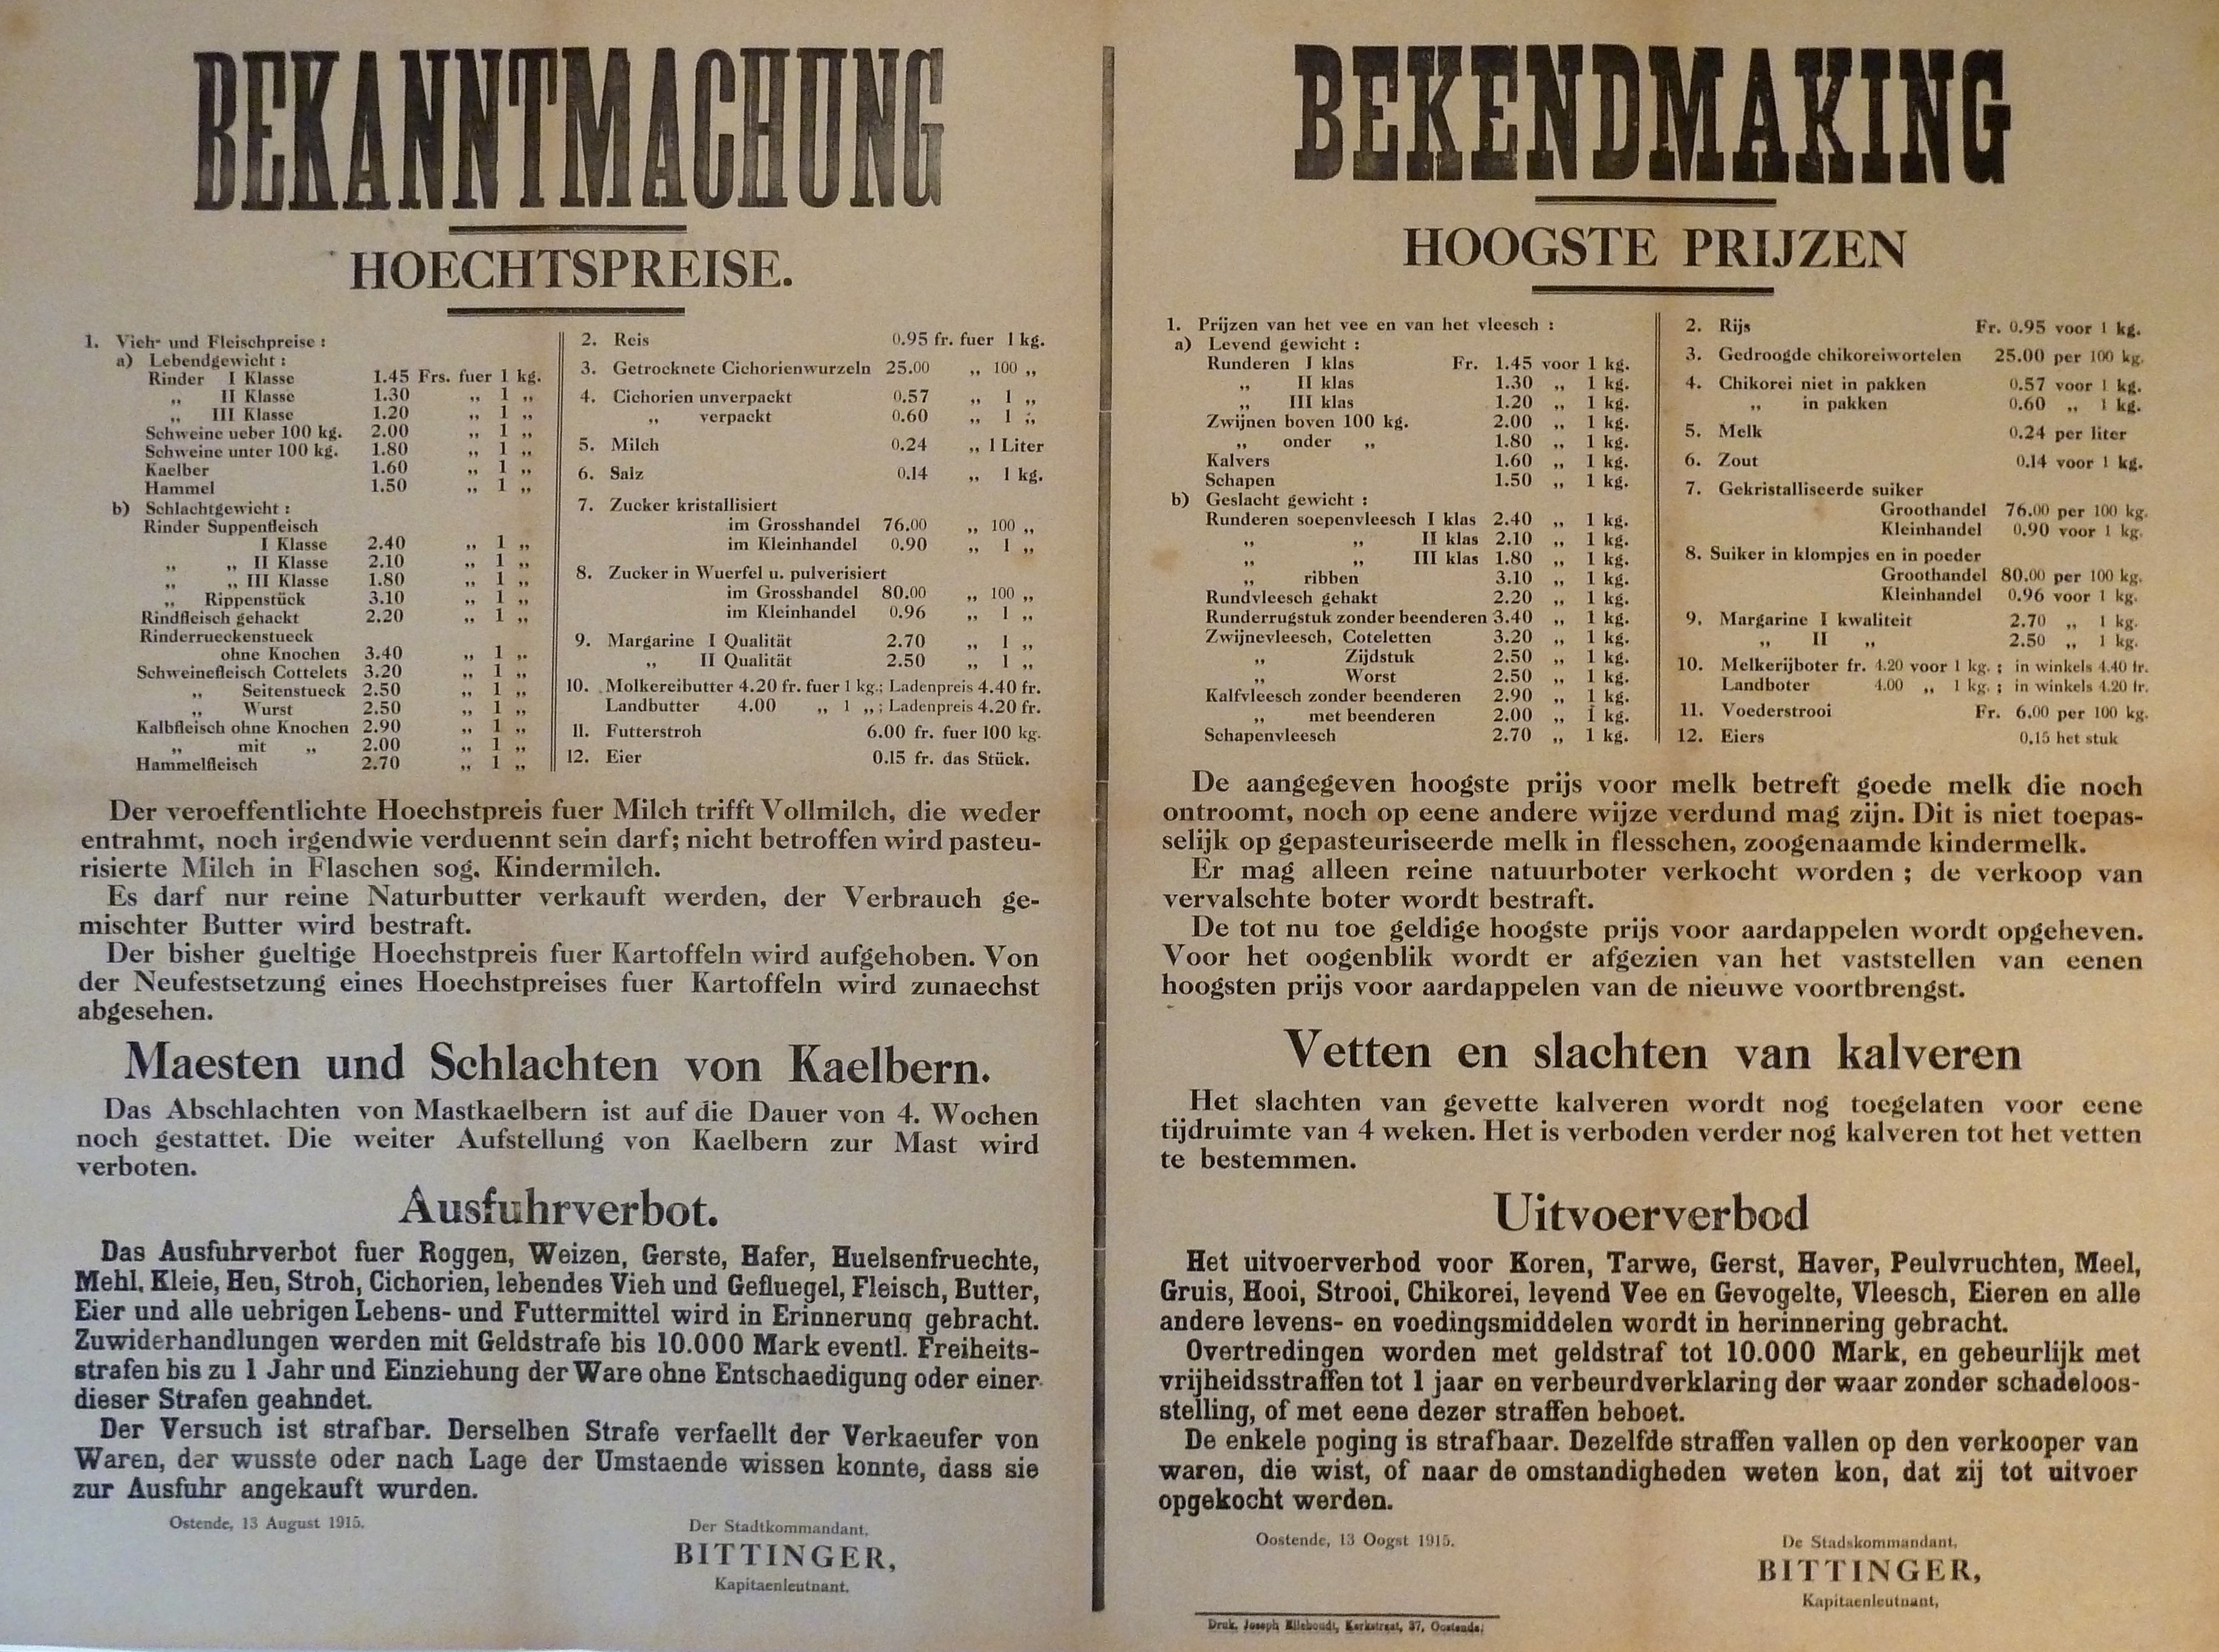 BEKANNTMACHUNG
HOECHTSPREISE.
1. Vieh- und Fleischpreise :
a) Lebendgewicht :
Rinder I Klasse 1.45 Frs. fuer 1 kg.
„ II Klasse 1.30 „ 1 „
„ III Klasse 1.20 „ 1 „
Schweine ueber 100 kg. 2.00 „ 1 „
Schweine unter 100 kg. 1.80 „ 1 „
Kaelber 1.60 „ 1 „
Hammel 1.50 „ 1 „
b) Schlachtgewicht :
Rinder Suppenfleisch
I Klasse 2.40 „ 1 „
„ „ II Klasse 2.10 „ 1 „
„ „ III Klasse 1.80 „ 1 „
„ Rippenstück 3.10 „ 1 „
Rindfleisch gehackt 2.20 „ 1 „
Rinderrueckenstueck
ohne Knochen 3.40 „ 1 „
Schweinefleisch Cottelets 3.20 „ 1 „
„ Seitenstueck 2.50 „ 1 „
„ Wurst 2.50 „ 1 „
Kalbfleisch ohne Knochen 2.90 „ 1 „
„ mit „ 2.00 „ 1 „
Hammelfleisch 2.70 „ 1 „
2. Reis 0.95 fr. fuer 1 kg.
3. Getrocknete Cichorienwurzeln 25.00 „ 100 „
4. Cichorien unverpackt 0.57 „ 1 „
„ verpackt 0.60 „ 1 „
5. Milch 0.24 „ 1 Liter
6. Salz 0.14 „ 1 kg.
7. Zucker kristallisiert
im Grosshandel 76.00 „ 100 „
im Kleinhandel 0.90 „ 1 „
8. Zucker in Wuerfel u. pulverisiert
im Grosshandel 80.00 „ 100 „
im Kleinhandel 0.96 „ 1 „
9. Margarine I Qualität 2.70 „ 1 „
„ II Qualität 2.50 „ 1 „
10. Molkereibutter 4.20 fr. fuer 1 kg.; Ladenpreis 4.40 fr.
Landbutter 4.00 „ 1 „ ; Ladenpreis 4.20 fr.
11. Futterstroh 6.00 fr. fuer 100 kg.
12. Eier 0.15 fr. das Stück.
Der veroeffentlichte Hoechstpreis fuer Milch trifft Vollmilch, die weder
entrahmt, noch irgendwie verduennt sein darf; nicht betroffen wird pasteu-
risierte Milch in Flaschen sog. Kindermilch.
Es darf nur reine Naturbutter verkauft werden, der Verbrauch ge-
mischter Butter wird bestraft.
Der bisher gueltige Hoechstpreis fuer Kartoffeln wird aufgehoben. Von
der Neufestsetzung eines Hoechstpreises fuer Kartoffeln wird zunaechst
abgesehen.
Maesten und Schlachten von Kaelbern.
Das Abschlachten von Mastkaelbern ist auf die Dauer von 4. Wochen
noch gestattet. Die weiter Aufstellung von Kaelbern zur Mast wird
verboten.
Ausfuhrverbot.
Das Ausfuhrverbot fuer Roggen, Weizen, Gerste, Hafer, Huelsenfruechte,
Mehl, Kleie, Heu, Stroh, Cichorien, lebendes Vieh und Gefluegel, Fleisch, Butter,
Eier und alle uebrigen Lebens- und Futtermittel wird in Erinnerung gebracht.
Zuwiderhandlungen werden mit Geldstrafe bis 10.000 Mark eventl. Freiheits-
strafen bis zu 1 Jahr und Einziehung der Ware ohne Entschaedigung oder einer
dieser Strafen geahndet.
Der Versuch ist strafbar. Derselben Strafe verfaellt der Verkaeufer von
Waren, der wusste oder nach Lage der Umstaende wissen konnte, dass sie
zur Ausfuhr angekauft wurden.
Ostende, 13 August 1915.
Der Stadtkommandant,
BITTINGER,
Kapitaenleutnant.
BEKENDMAKING
HOOGSTE PRIJZEN
1. Prijzen van het vee en van het vleesch :
a) Levend gewicht :
Runderen I klas Fr. 1.45 voor 1 kg.
„ II klas 1.30 „ 1 kg.
„ III klas 1.20 „ 1 kg.
Zwijnen boven 100 kg. 2.00 „ 1 kg.
„ onder „ 1.80 „ 1 kg.
Kalvers 1.60 „ 1 kg.
Schapen 1.50 „ 1 kg.
b) Geslacht gewicht :
Runderen soepenvleesch I klas 2.40 „ 1 kg.
„ „ II klas 2.10 „ 1 kg.
„ „ III klas 1.80 „ 1 kg.
„ ribben 3.10 „ 1 kg.
Rundvleesch gehakt 2.20 „ 1 kg.
Runderrugstuk zonder beenderen 3.40 „ 1 kg.
Zwijnevleesch, Coteletten 3.20 „ 1 kg.
„ Zijdstuk 2.50 „ 1 kg.
„ Worst 2.50 „ 1 kg.
Kalfvleesch zonder beenderen 2.90 „ 1 kg.
„ met beenderen 2.00 „ 1 kg.
Schapenvleesch 2.70 „ 1 kg.
2. Rijs Fr. 0.95 voor 1 kg.
3. Gedroogde chikoreiwortelen 25.00 per 100 kg.
4. Chikorei niet in pakken 0.57 voor 1 kg.
„ in pakken 0.60 „ 1 kg.
5. Melk 0.24 per liter
6. Zout 0.14 voor 1 kg.
7. Gekristalliseerde suiker
Groothandel 76.00 per 100 kg.
Kleinhandel 0.90 voor 1 kg.
8. Suiker in klompjes en in poeder
Groothandel 80.00 per 100 kg.
Kleinhandel 0.96 voor 1 kg.
9. Margarine I kwaliteit 2.70 „ 1 kg.
„ II „ 2.50 „ 1 kg.
10. Melkerijboter fr. 4.20 voor 1 kg. ; in winkels 4.40 fr.
Landboter 4.00 „ 1 kg. ; in winkels 4.20 fr.
11. Voederstrooi Fr. 6.00 per 100 kg.
12. Eiers 0.15 het stuk
De aangegeven hoogste prijs voor melk betreft goede melk die noch
ontroomt, noch op eene andere wijze verdund mag zijn. Dit is niet toepas-
selijk op gepasteuriseerde melk in flesschen, zoogenaamde kindermelk.
Er mag alleen reine natuurboter verkocht worden ; de verkoop van
vervalschte boter wordt bestraft.
De tot nu toe geldige hoogste prijs voor aardappelen wordt opgeheven.
Voor het oogenblik wordt er afgezien van het vaststellen van eenen
hoogsten prijs voor aardappelen van de nieuwe voortbrengst.
Vetten en slachten van kalveren
Het slachten van gevette kalveren wordt nog toegelaten voor eene
tijdruimte van 4 weken. Het is verboden verder nog kalveren tot het vetten
te bestemmen.
Uitvoerverbod
Het uitvoerverbod voor Koren, Tarwe, Gerst, Haver, Peulvruchten, Meel,
Gruis, Hooi, Strooi, Chikorei, levend Vee en Gevogelte, Vleesch, Eieren en alle
andere levens- en voedingsmiddelen wordt in herinnering gebracht.
Overtredingen worden met geldstraf tot 10.000 Mark, en gebeurlijk met
vrijheidsstraffen tot 1 jaar en verbeurdverklaring der waar zonder schadeloos-
stelling, of met eene dezer straffen beboet.
De enkele poging is strafbaar. Dezelfde straffen vallen op den verkooper van
waren, die wist, of naar de omstandigheden weten kon, dat zij tot uitvoer
opgekocht werden.
Oostende, 13 Oogst 1915.
De Stadskommandant,
BITTINGER,
Kapitaenleutnant,
Druk. Joseph Elleboudt, Kerkstraat, 37, Oostende.